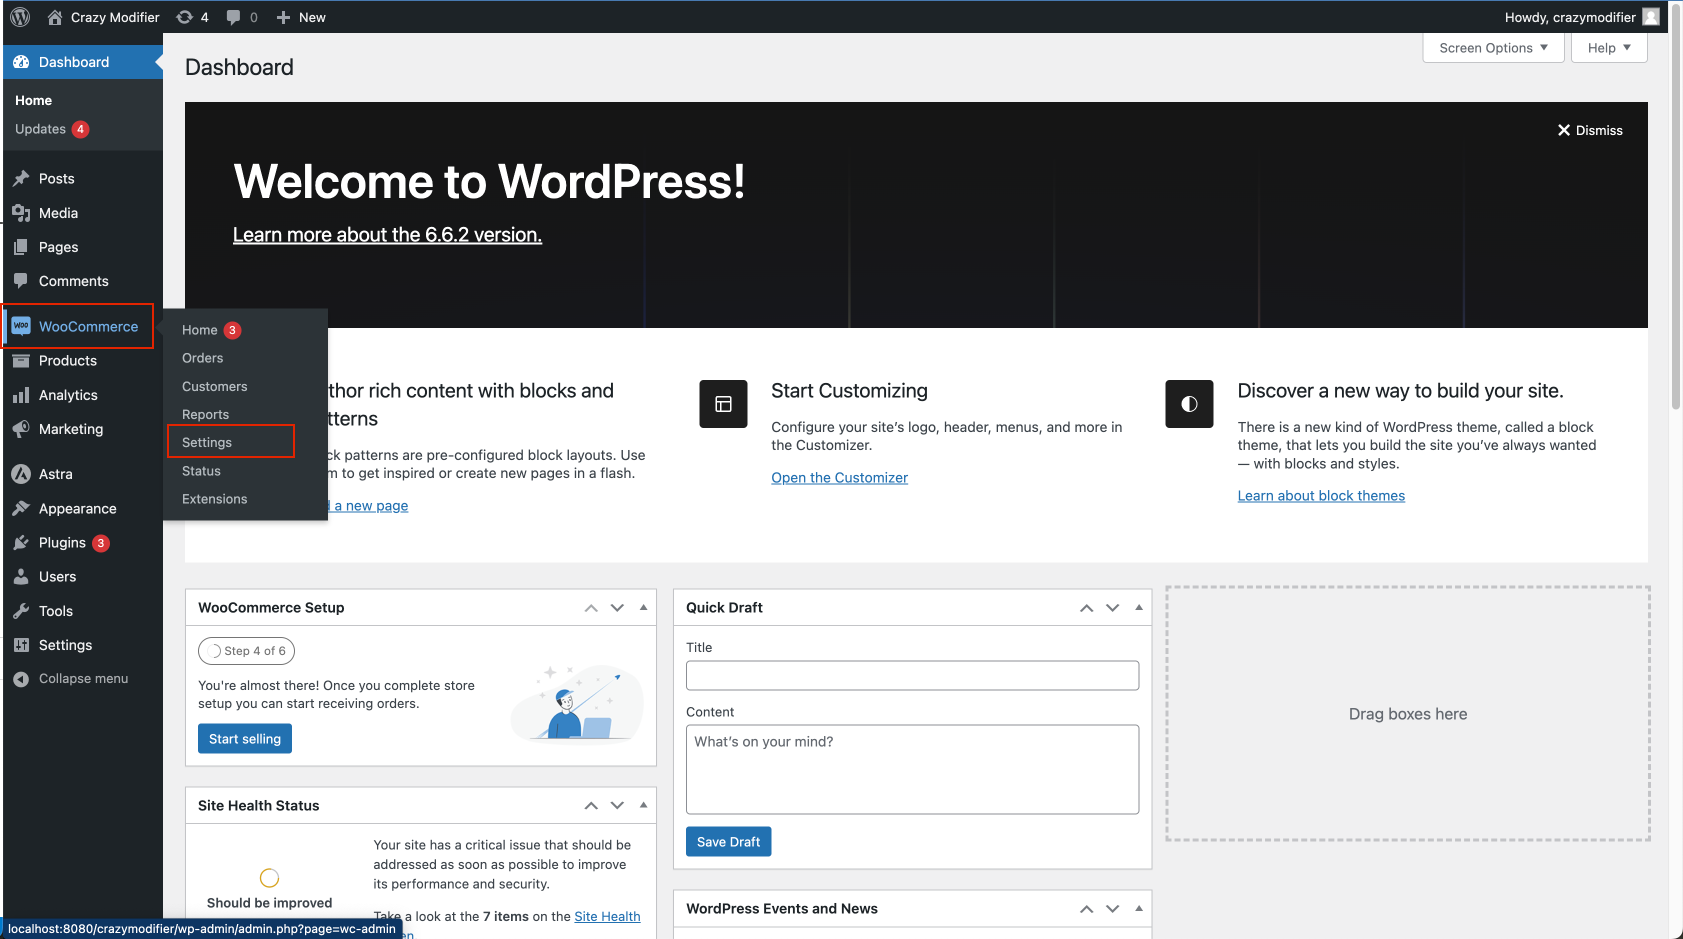 Crazy Modifier 4 0 New
Howdy, crazymodifier
Screen Options
Help
Dashboard
Home
Updates 4
Posts
Media
Pages
Comments
WooCommerce
Products
Analytics
Marketing
Astra
Appearance
Plugins 3
Users
Tools
Settings
Collapse menu
Home 3
Orders
Customers
Reports
Settings
Status
Extensions
Dashboard
Dismiss
Welcome to WordPress!
Learn more about the 6.6.2 version.
thor rich content with blocks and
tterns
ck patterns are pre-configured block layouts. Use
m to get inspired or create new pages in a flash.
a new page
Start Customizing
Configure your site's logo, header, menus, and more in
the Customizer.
Open the Customizer
Discover a new way to build your site.
There is a new kind of WordPress theme, called a block
theme, that lets you build the site you've always wanted
— with blocks and styles.
Learn about block themes
WooCommerce Setup
Step 4 of 6
You're almost there! Once you complete store
setup you can start receiving orders.
Start selling
Site Health Status
Should be improved
Your site has a critical issue that should be
addressed as soon as possible to improve
its performance and security.
Take a look at the 7 items on the Site Health
Quick Draft
Title
Content
What's on your mind?
Save Draft
WordPress Events and News
Drag boxes here
localhost:8080/crazymodifier/wp-admin/admin.php?page=wc-admin